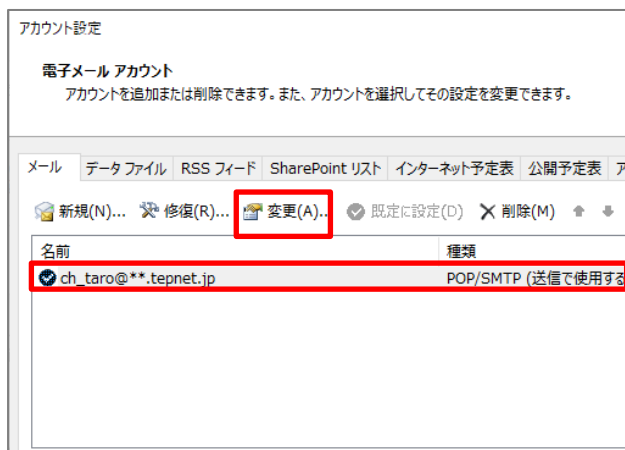 アカウント設定
電子メール アカウント
アカウントを追加または削除できます。また、アカウントを選択してその設定を変更できます。
メール データ ファイル RSS フィード SharePoint リスト インターネット予定表 公開予定表
新規(N)... 修復(R)... 変更(A)... 既定に設定(D) 削除(M)
名前 種類
ch_taro@**.tepnet.jp POP/SMTP (送信で使用する